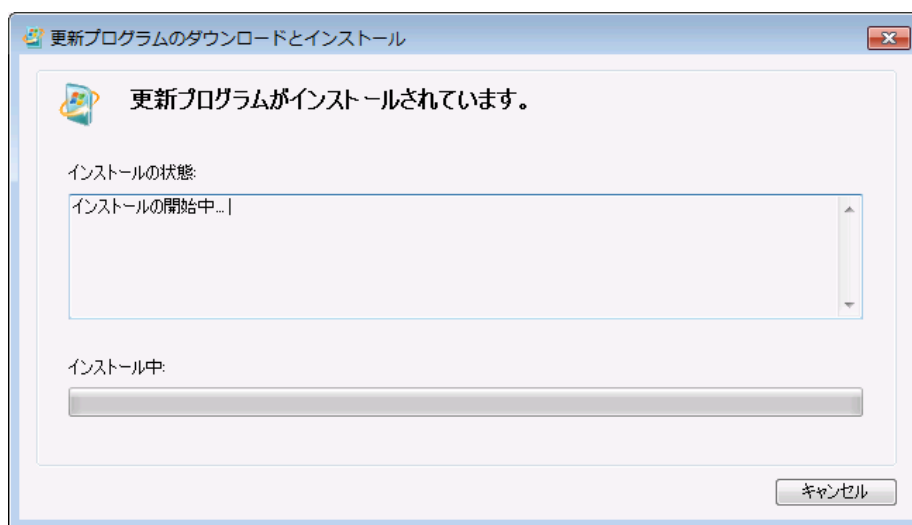 更新プログラムのダウンロードとインストール
更新プログラムがインストールされています。
インストールの状態:
インストールの開始中...
インストール中:
キャンセル